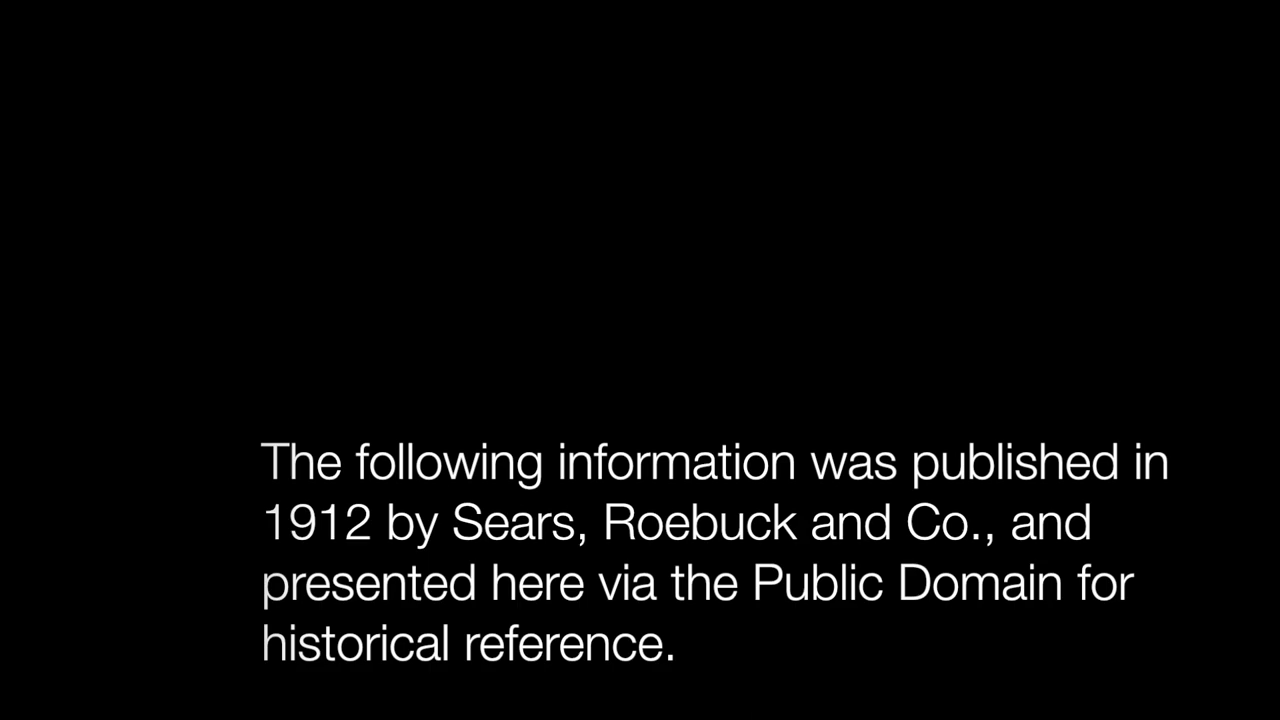 The following information was published in
1912 by Sears, Roebuck and Co., and
presented here via the Public Domain for
historical reference.